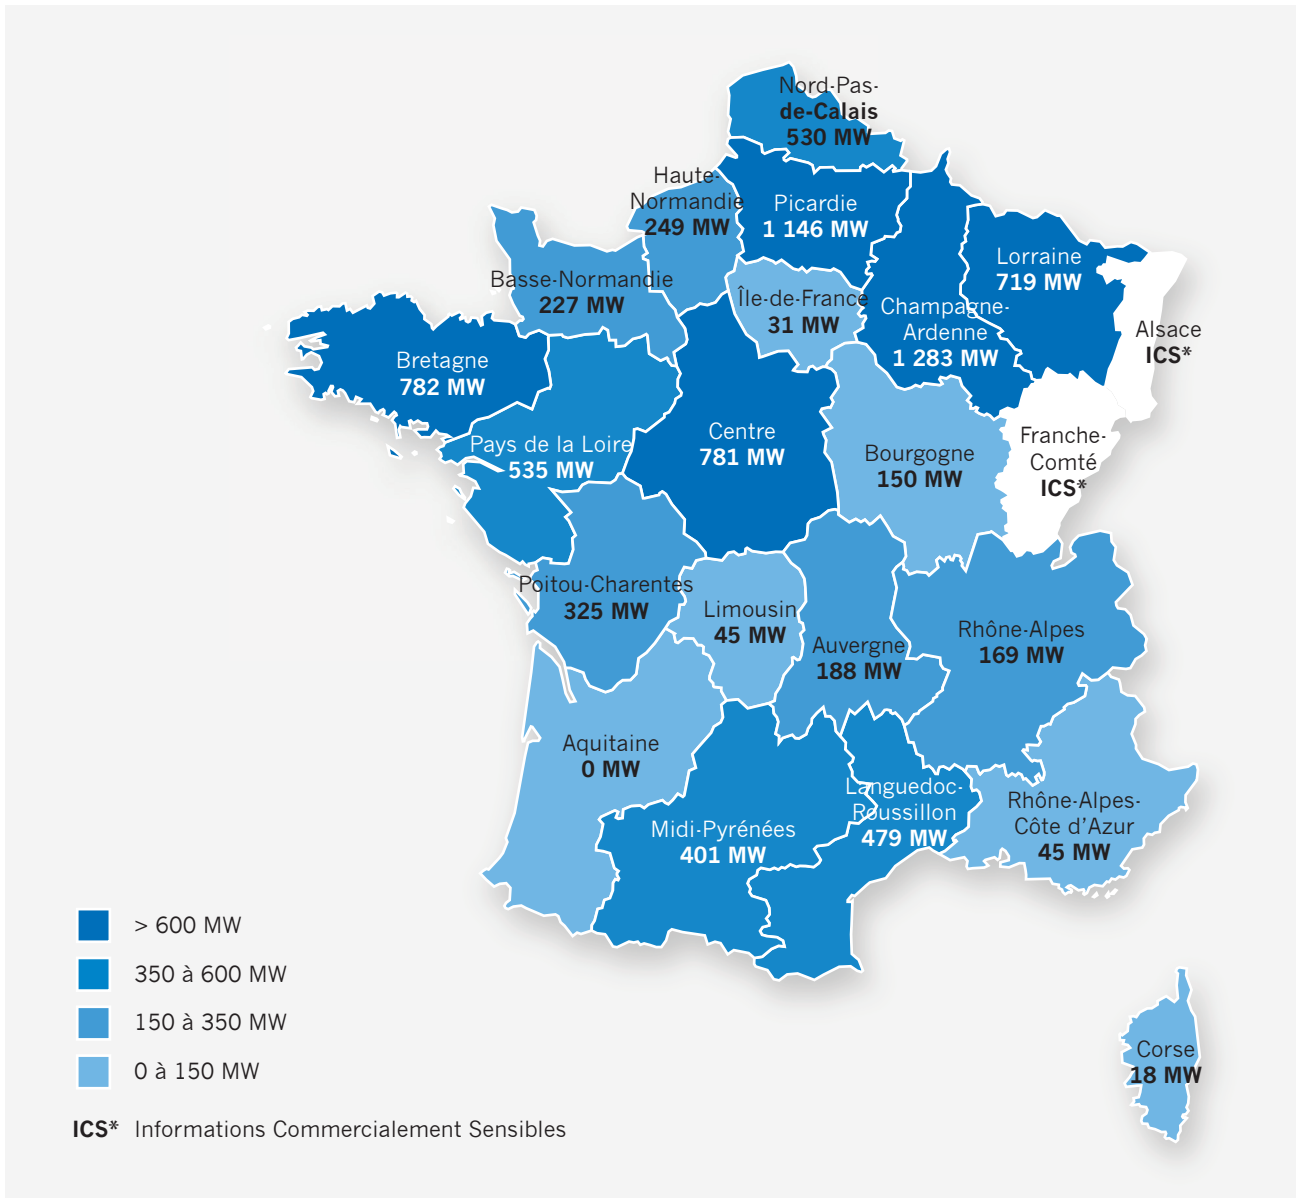 Nord-Pas-
de-Calais
530 MW
Haute-
Normandie
249 MW
Picardie
1 146 MW
Lorraine
719 MW
Basse-Normandie
227 MW
Île-de-France
31 MW
Champagne-
Ardenne
1 283 MW
Alsace
ICS*
Bretagne
782 MW
Pays de la Loire
535 MW
Centre
781 MW
Bourgogne
150 MW
Franche-
Comté
ICS*
Poitou-Charentes
325 MW
Limousin
45 MW
Auvergne
188 MW
Rhône-Alpes
169 MW
Aquitaine
0 MW
Midi-Pyrénées
401 MW
Languedoc-
Roussillon
479 MW
Rhône-Alpes-
Côte d'Azur
45 MW
Corse
18 MW
> 600 MW
350 à 600 MW
150 à 350 MW
0 à 150 MW
ICS* Informations Commercialement Sensibles